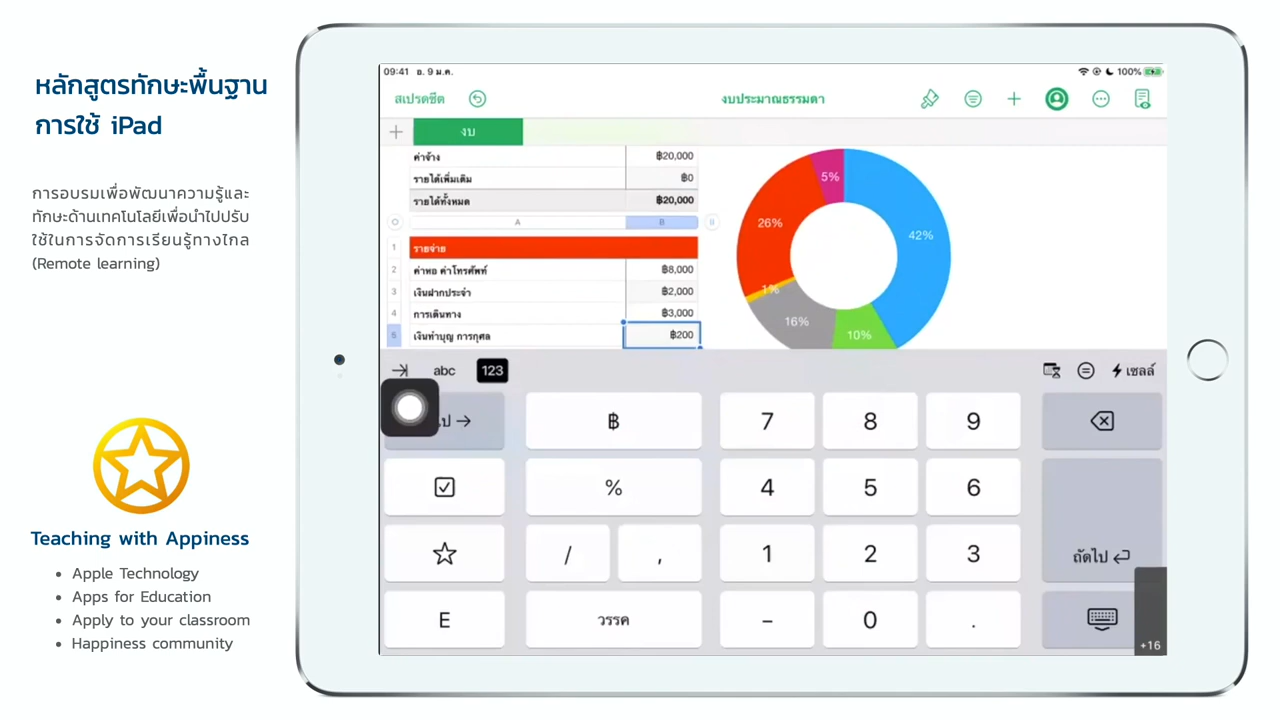 หลักสูตรทักษะพื้นฐาน
การใช้ iPad
การอบรมเพื่อพัฒนาความรู้และ
ทักษะด้านเทคโนโลยีเพื่อนำไปปรับ
ใช้ในการจัดการเรียนรู้ทางไกล
(Remote learning)
Teaching with Appiness
• Apple Technology
• Apps for Education
• Apply to your classroom
• Happiness community
09:41 อ. 9 ม.ค.
100%
สเปรดชีต
งบประมาณธรรมดา
งบ
ค่าจ้าง ฿20,000
รายได้เพิ่มเติม ฿0
รายได้ทั้งหมด ฿20,000
A B
1 รายจ่าย
2 ค่าหอ ค่าโทรศัพท์ ฿8,000
3 เงินฝากประจำ ฿2,000
4 การเดินทาง ฿3,000
5 เงินทำบุญ การกุศล ฿200
5%
26%
42%
1%
16%
10%
abc 123
เซลล์
฿ 7 8 9
% 4 5 6
/ , 1 2 3 ถัดไป
E วรรค – 0 .
+16